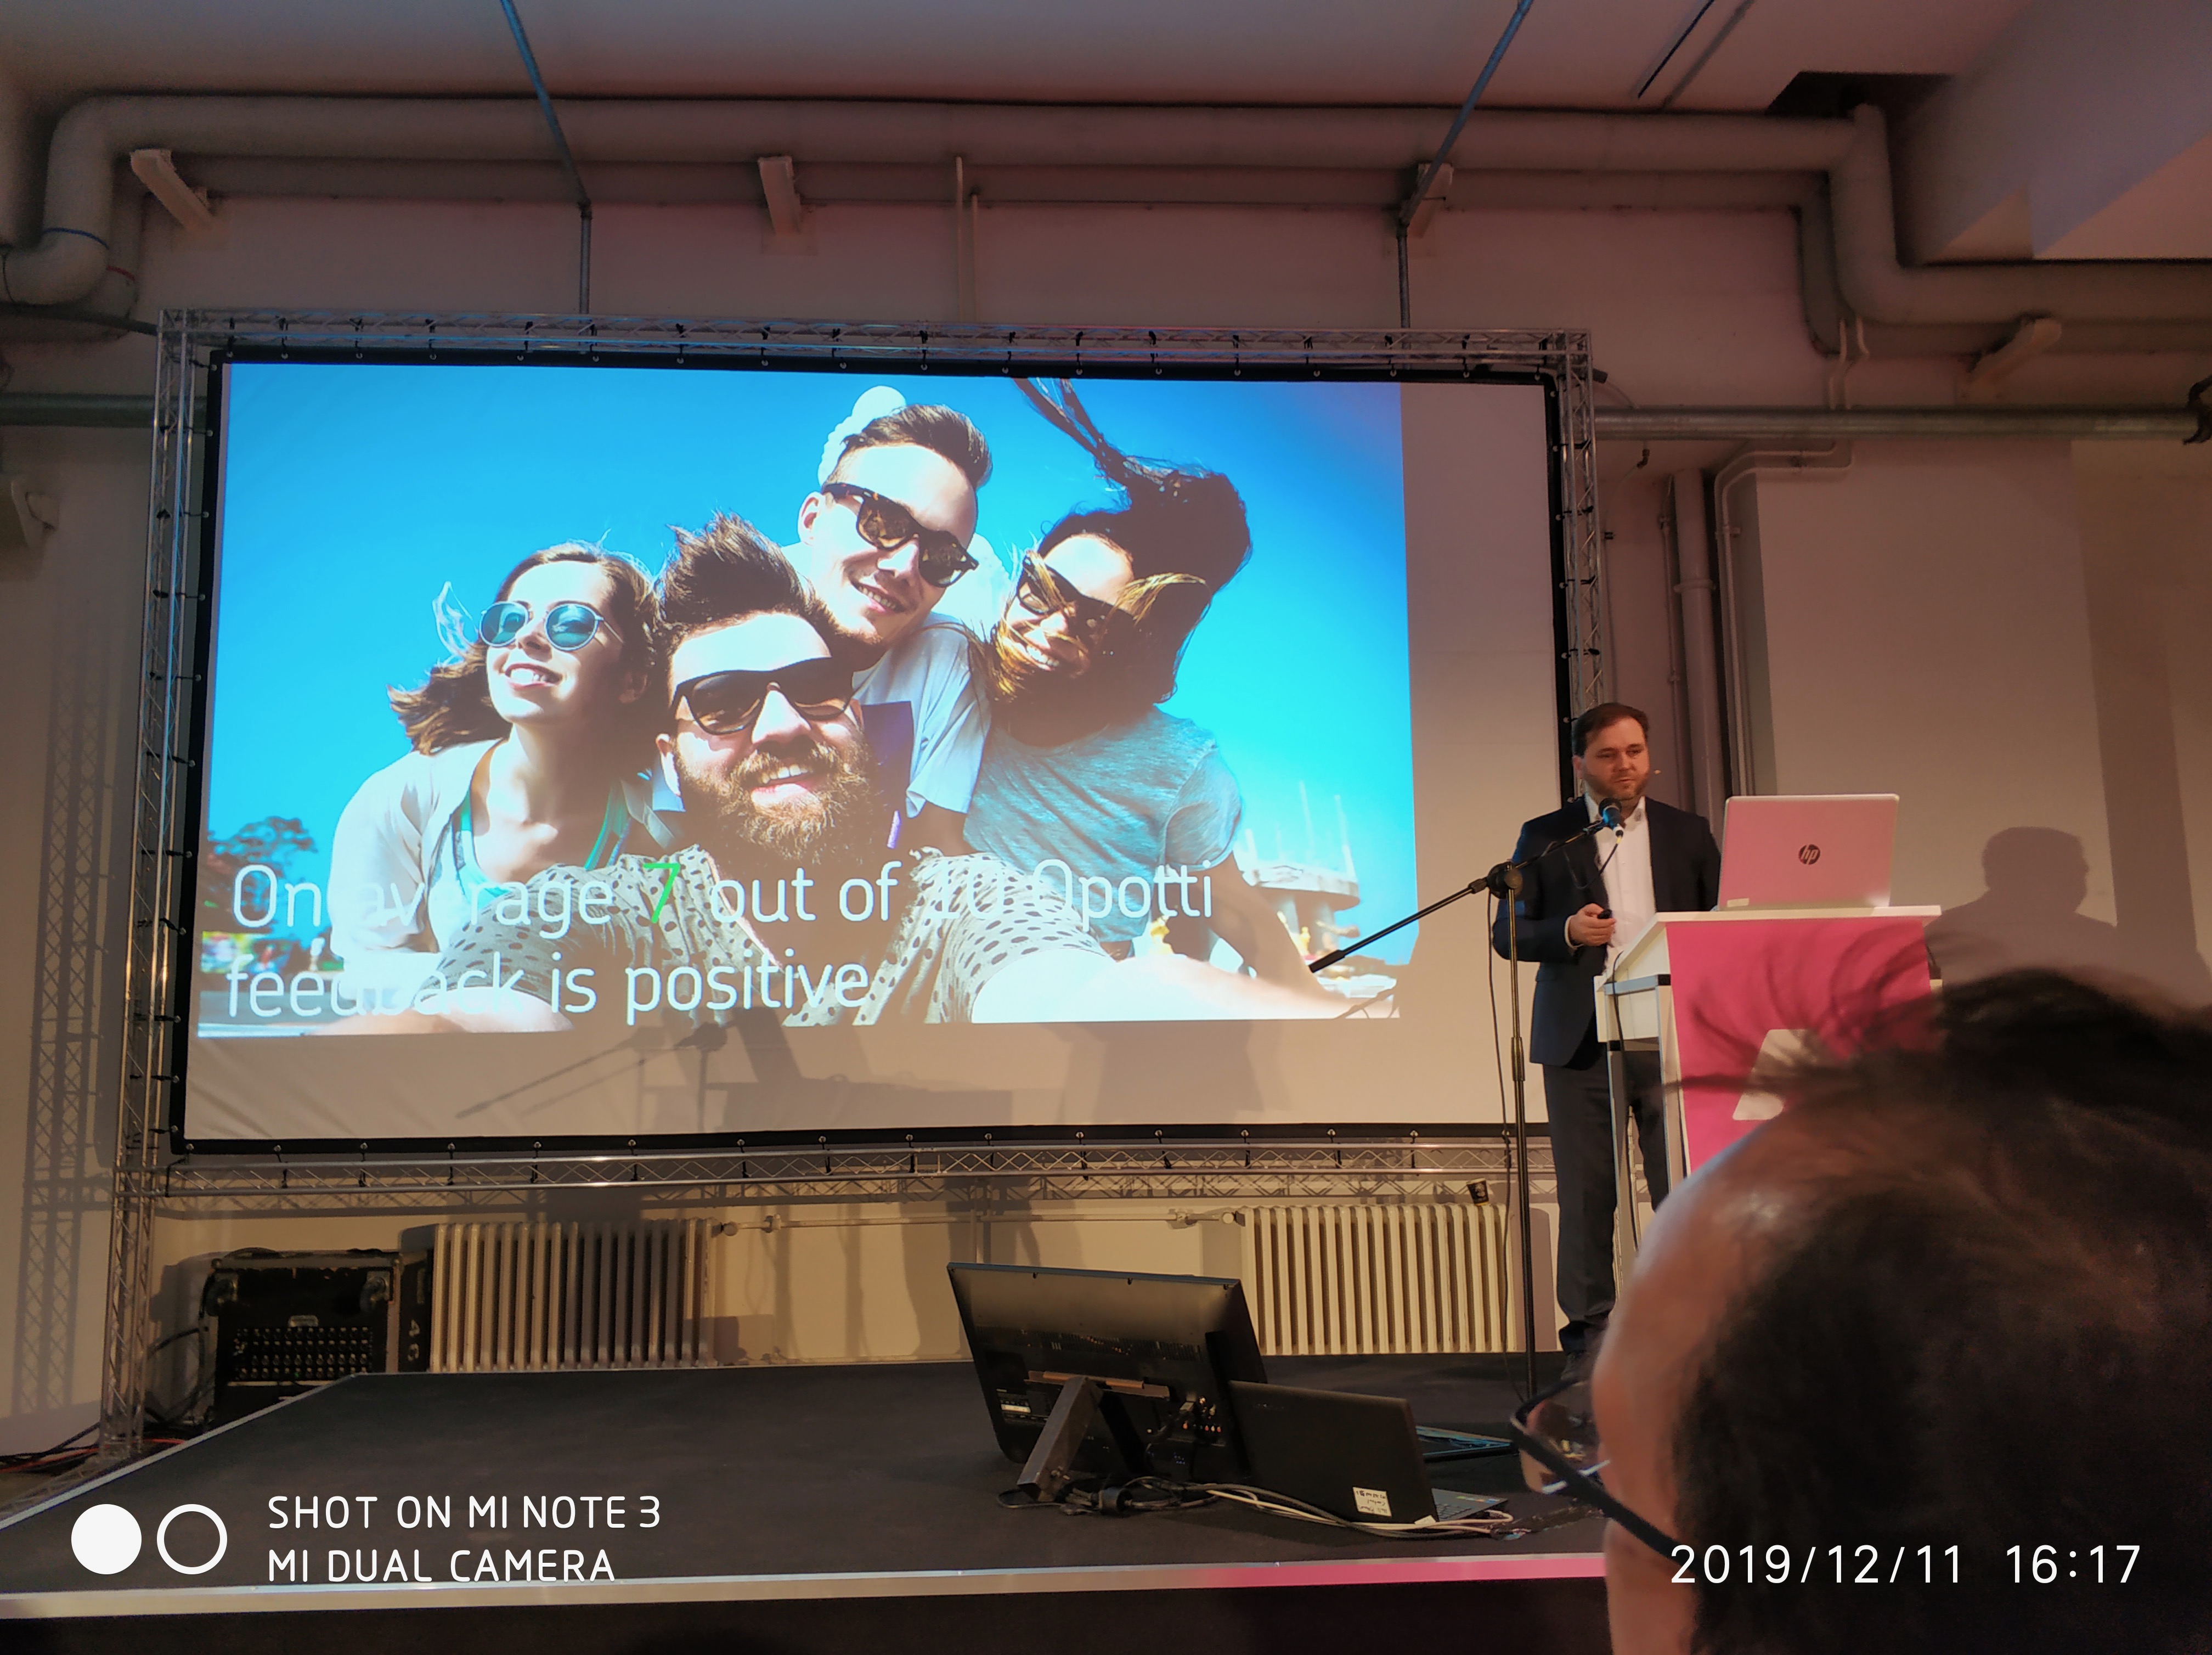 On average 7 out of 10 Opotti
feedback is positive
hp
A
SHOT ON MI NOTE 3
MI DUAL CAMERA
2019/12/11 16:17